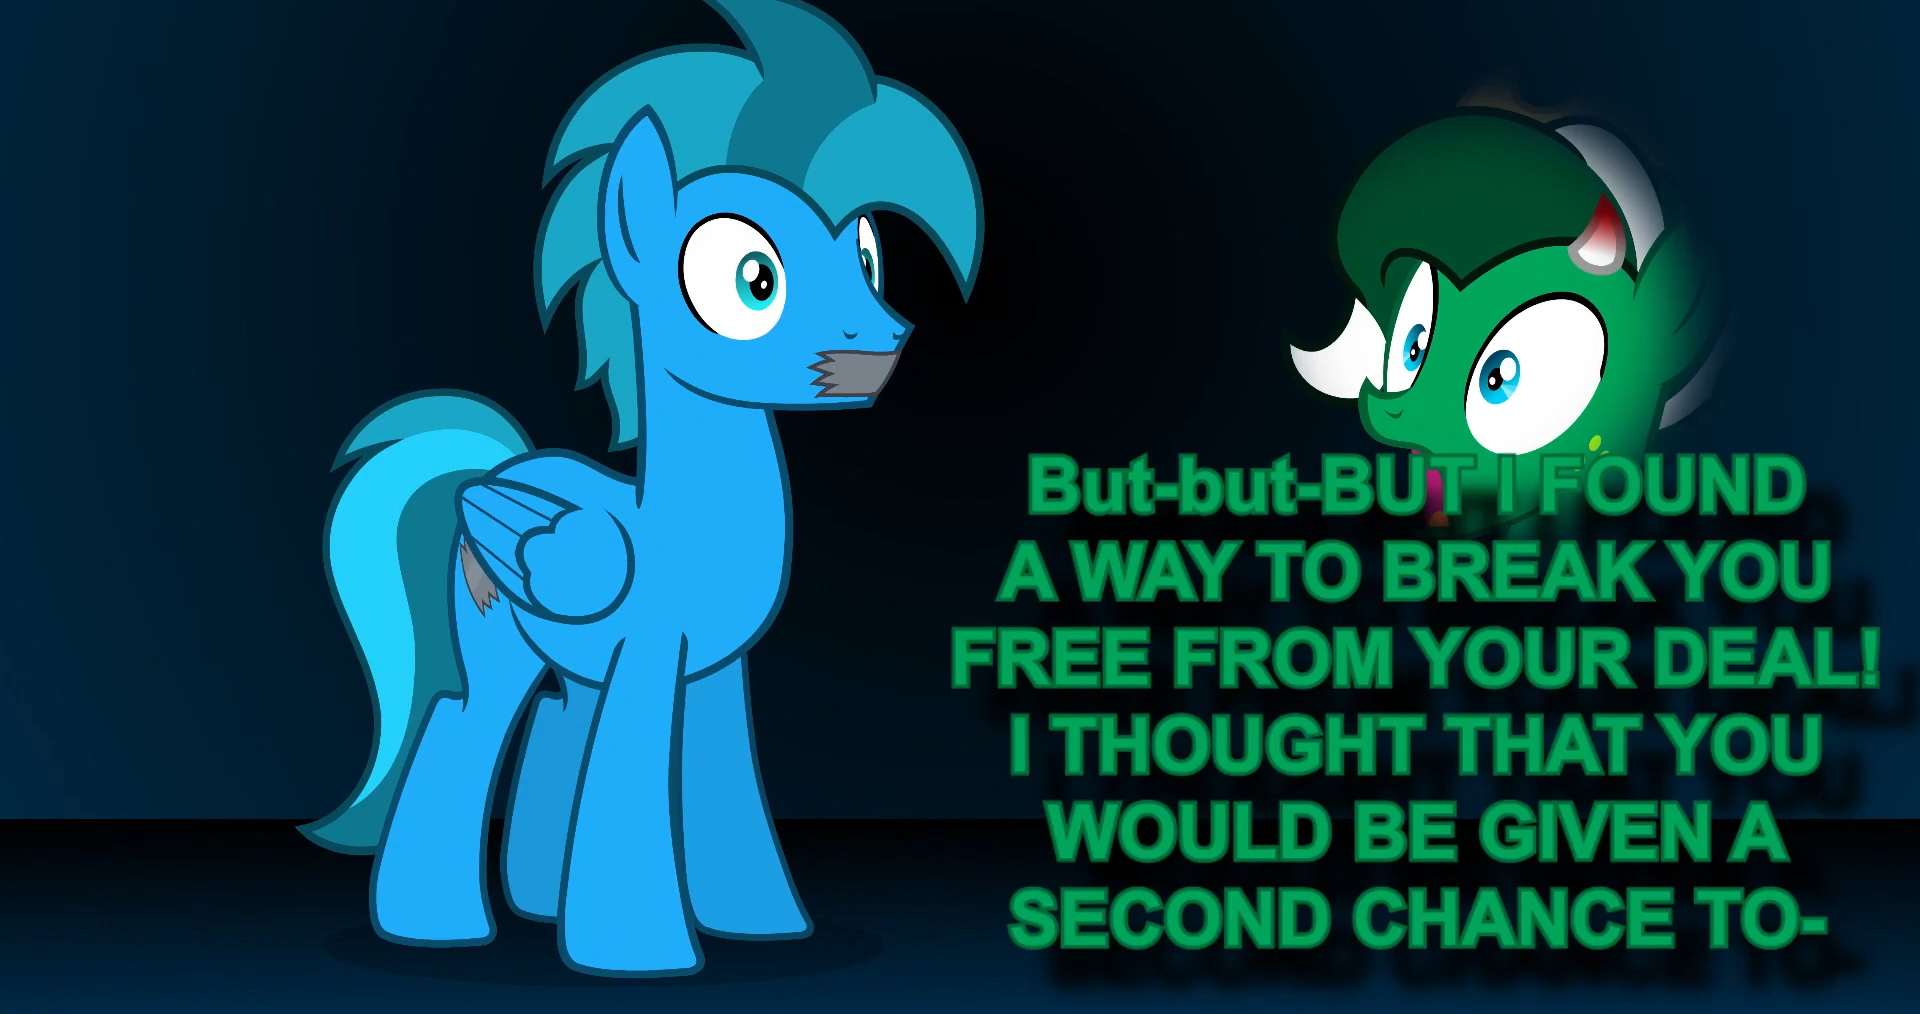 But-but-BUT I FOUND
A WAY TO BREAK YOU
FREE FROM YOUR DEAL!
I THOUGHT THAT YOU
WOULD BE GIVEN A
SECOND CHANCE TO-